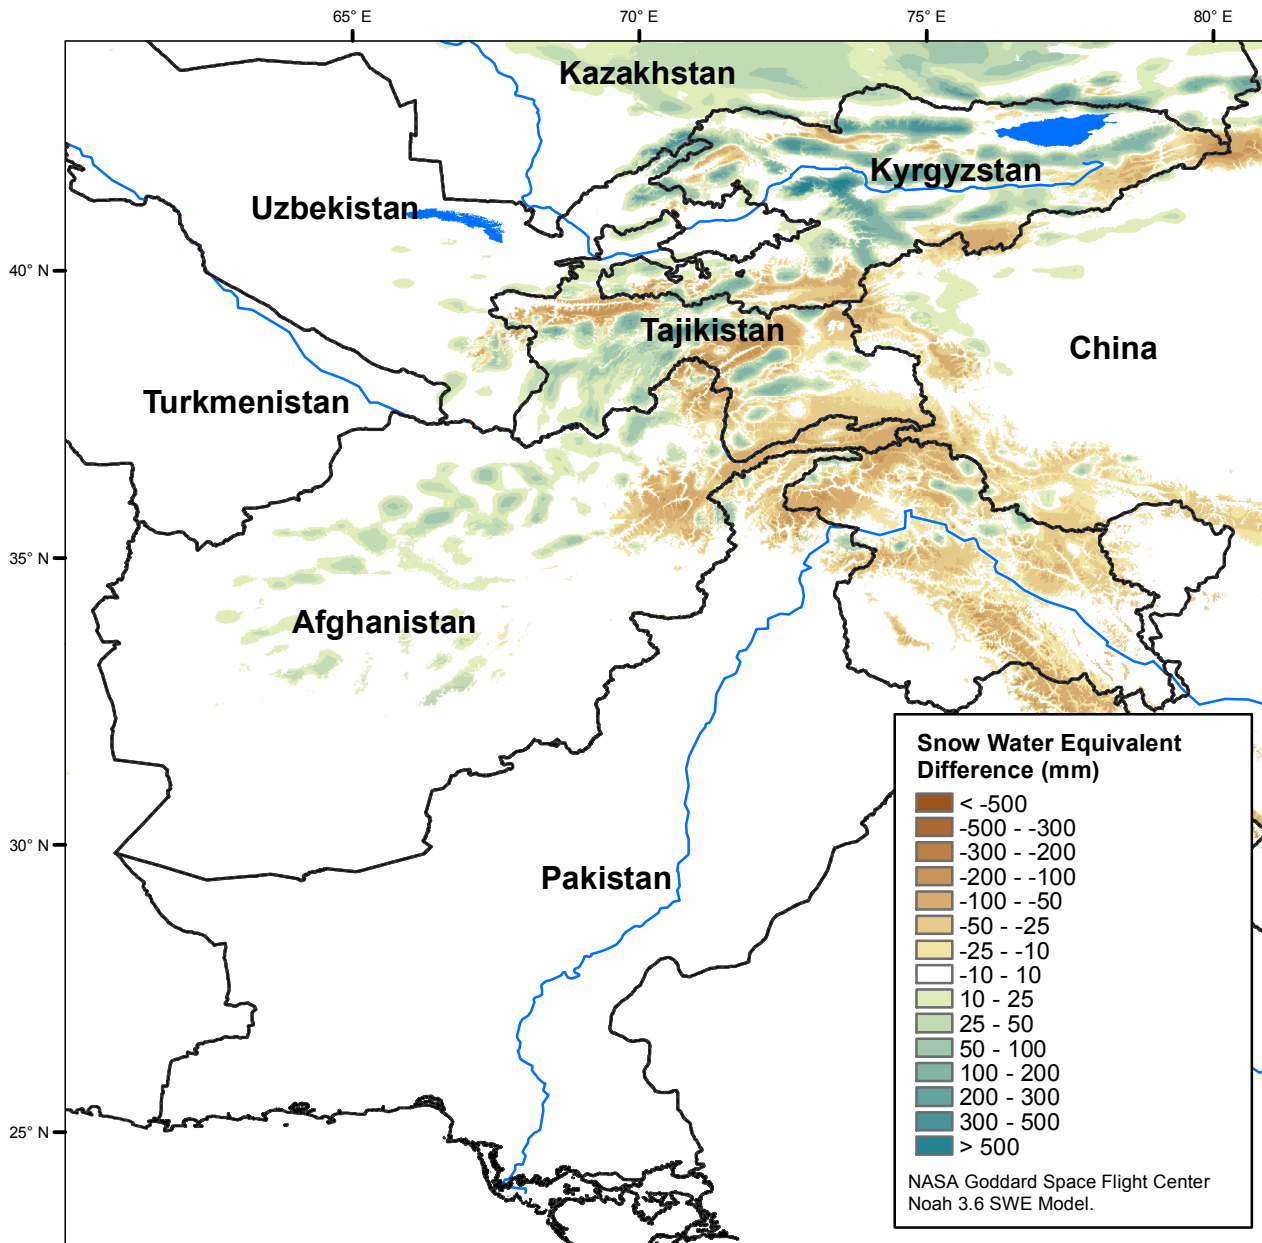 65° E
70° E
75° E
80° E
Kazakhstan
Kyrgyzstan
Uzbekistan
40° N
Tajikistan
China
Turkmenistan
35° N
Afghanistan
30° N
Pakistan
25° N
Snow Water Equivalent
Difference (mm)
< -500
-500 - -300
-300 - -200
-200 - -100
-100 - -50
-50 - -25
-25 - -10
-10 - 10
10 - 25
25 - 50
50 - 100
100 - 200
200 - 300
300 - 500
> 500
NASA Goddard Space Flight Center
Noah 3.6 SWE Model.